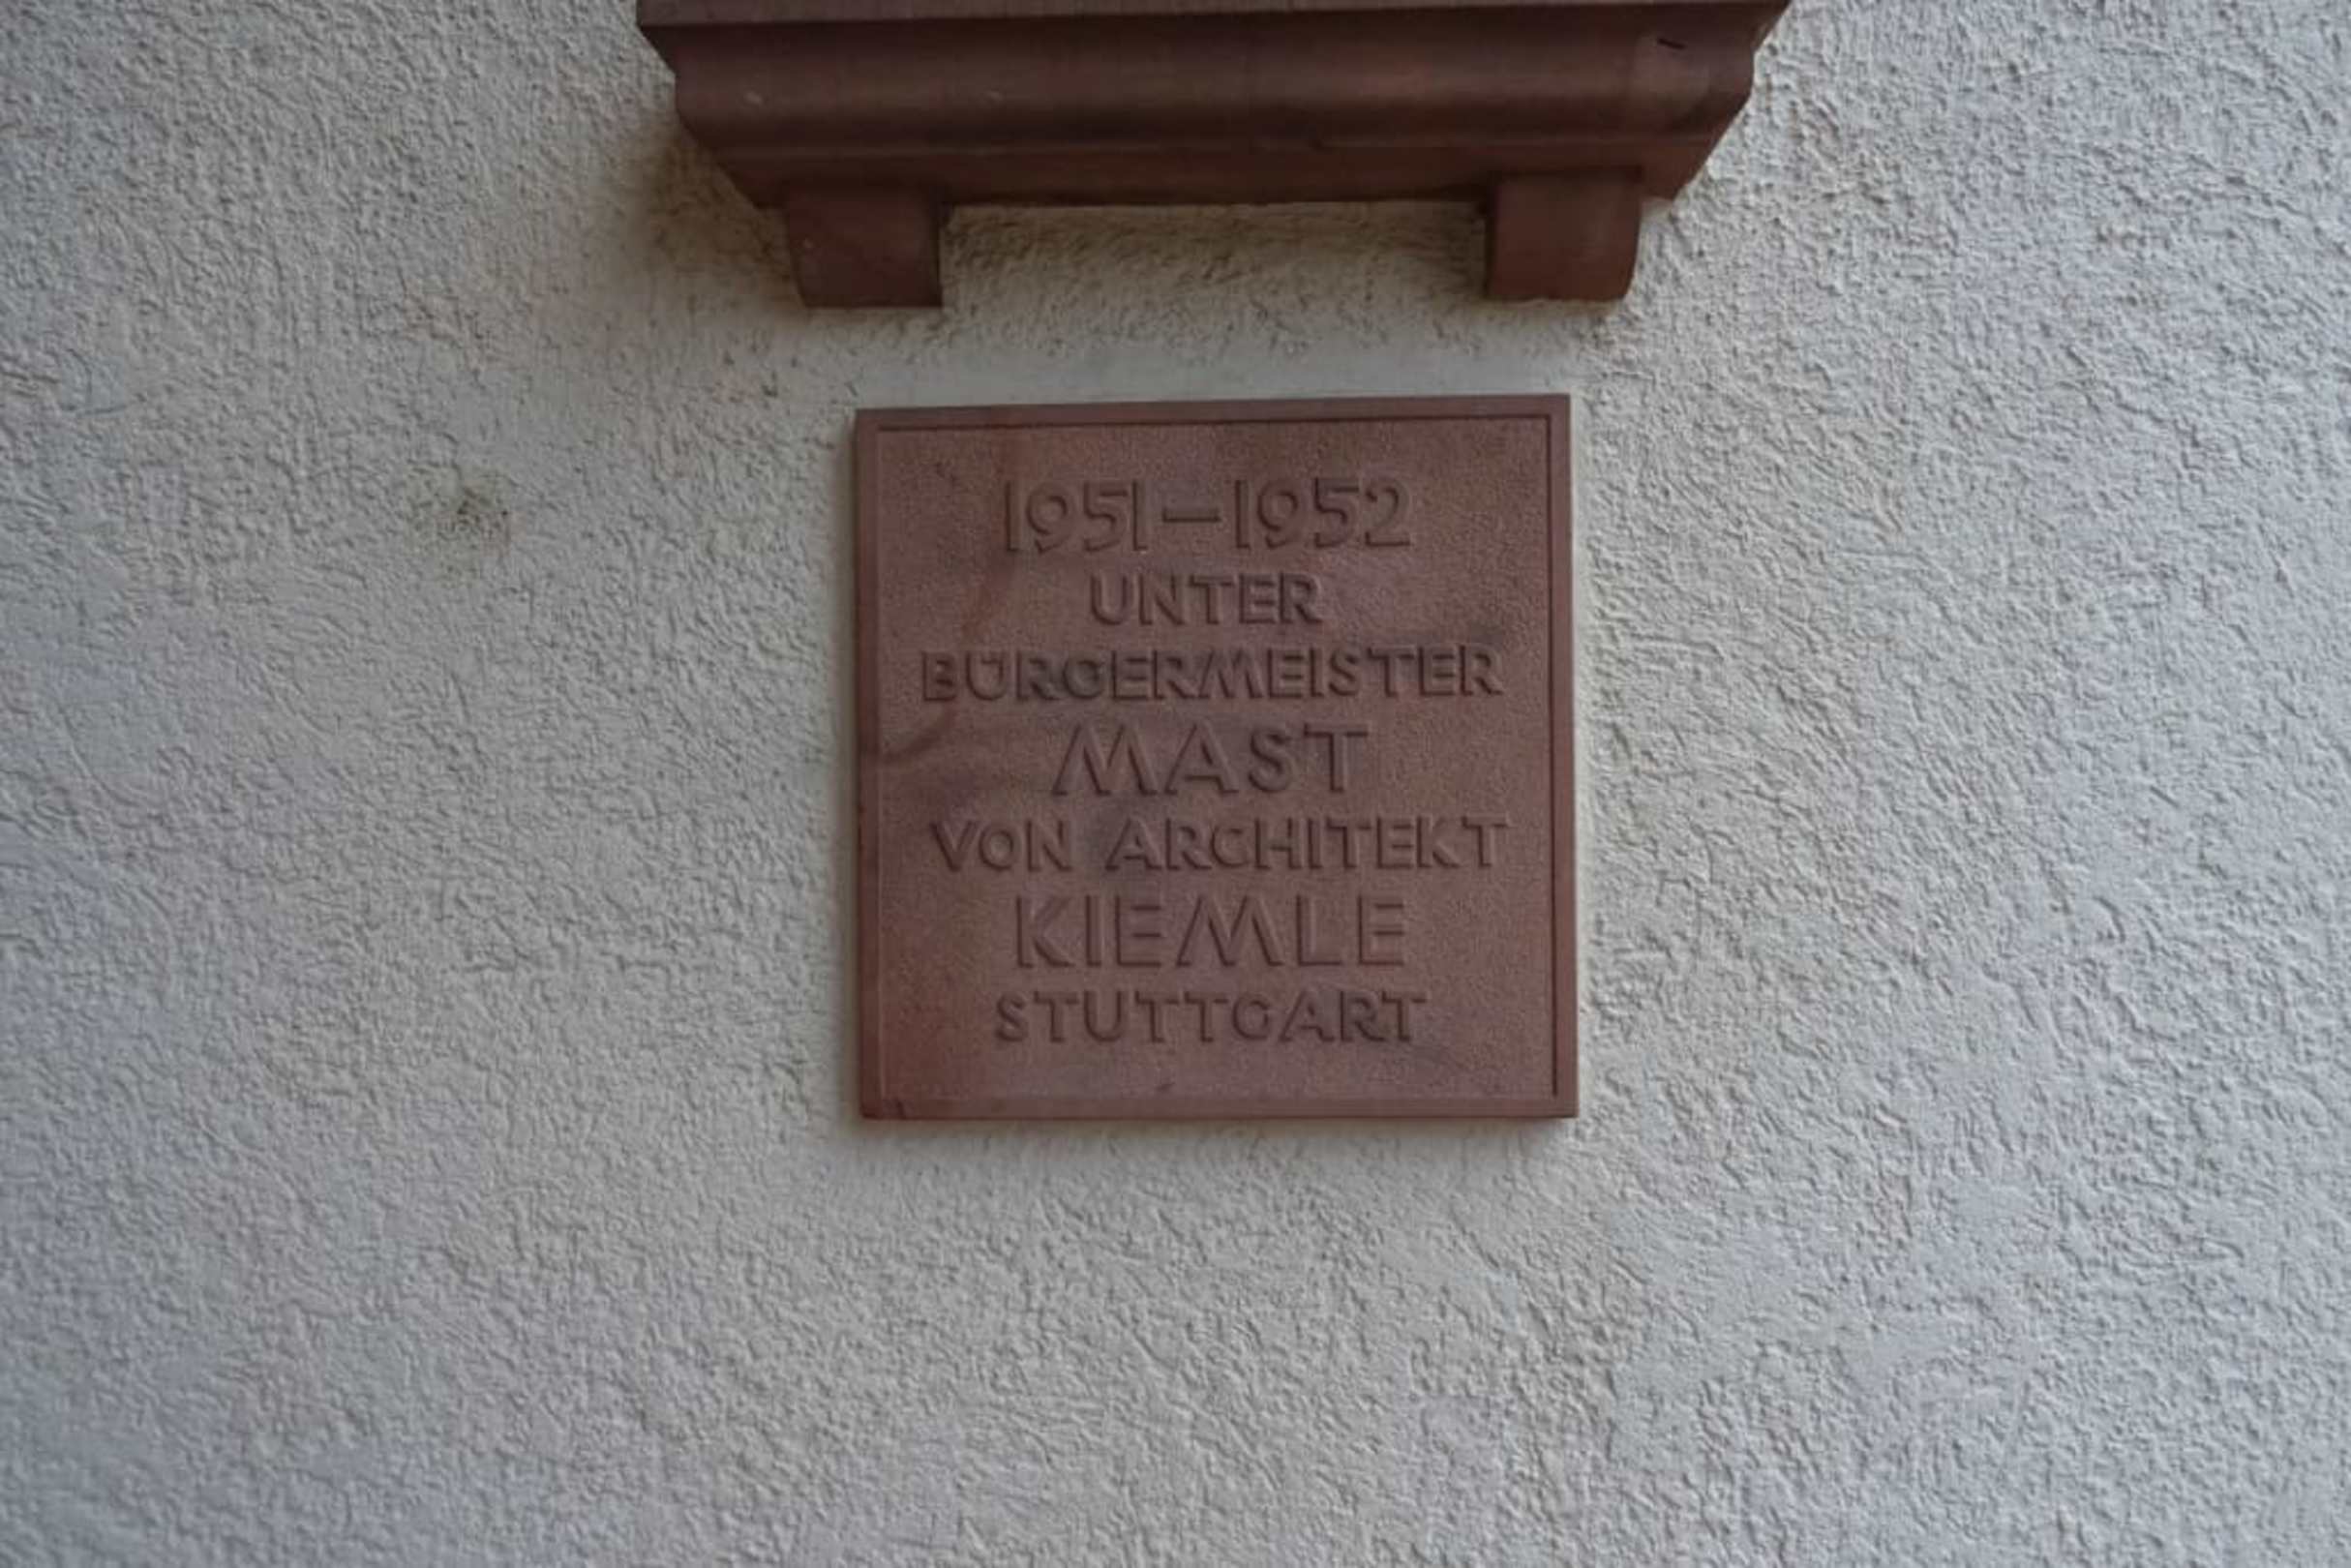 1951–1952
UNTER
BÜRGERMEISTER
MAST
VON ARCHITEKT
KIEMLE
STUTTGART